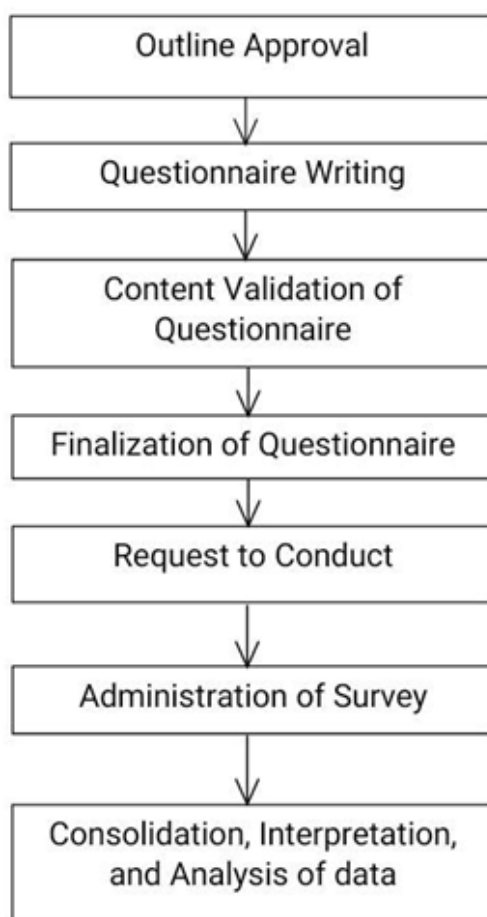 Outline Approval
Questionnaire Writing
Content Validation of
Questionnaire
Finalization of Questionnaire
Request to Conduct
Administration of Survey
Consolidation, Interpretation,
and Analysis of data